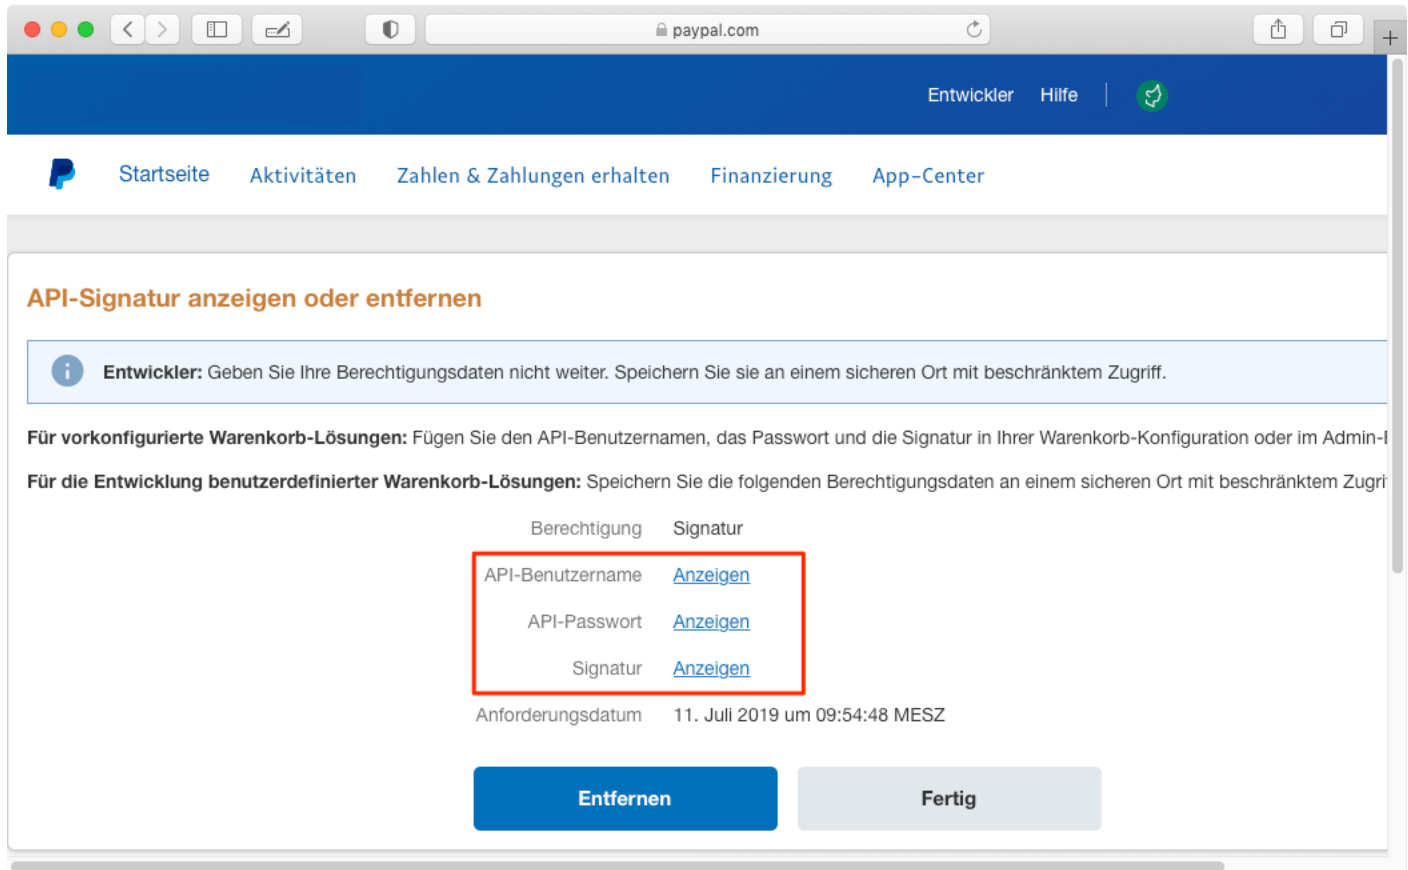 paypal.com
Entwickler Hilfe
Startseite Aktivitäten Zahlen & Zahlungen erhalten Finanzierung App-Center
API-Signatur anzeigen oder entfernen
Entwickler: Geben Sie Ihre Berechtigungsdaten nicht weiter. Speichern Sie sie an einem sicheren Ort mit beschränktem Zugriff.
Für vorkonfigurierte Warenkorb-Lösungen: Fügen Sie den API-Benutzernamen, das Passwort und die Signatur in Ihrer Warenkorb-Konfiguration oder im Admin-
Für die Entwicklung benutzerdefinierter Warenkorb-Lösungen: Speichern Sie die folgenden Berechtigungsdaten an einem sicheren Ort mit beschränktem Zugri
Berechtigung Signatur
API-Benutzername Anzeigen
API-Passwort Anzeigen
Signatur Anzeigen
Anforderungsdatum 11. Juli 2019 um 09:54:48 MESZ
Entfernen Fertig